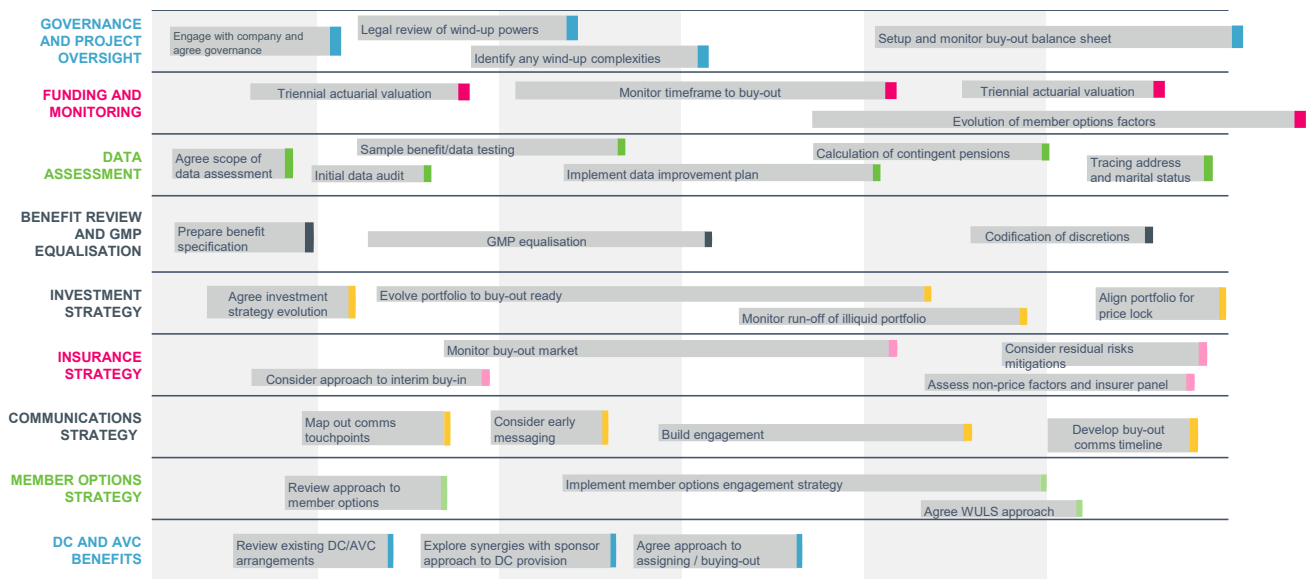 GOVERNANCE
AND PROJECT
OVERSIGHT
Engage with company and
agree governance
Legal review of wind-up powers
Identify any wind-up complexities
Setup and monitor buy-out balance sheet
FUNDING AND
MONITORING
Triennial actuarial valuation
Monitor timeframe to buy-out
Triennial actuarial valuation
Evolution of member options factors
DATA
ASSESSMENT
Agree scope of
data assessment
Sample benefit/data testing
Initial data audit
Implement data improvement plan
Calculation of contingent pensions
Tracing address
and marital status
BENEFIT REVIEW
AND GMP
EQUALISATION
Prepare benefit
specification
GMP equalisation
Codification of discretions
INVESTMENT
STRATEGY
Agree investment
strategy evolution
Evolve portfolio to buy-out ready
Monitor run-off of illiquid portfolio
Align portfolio for
price lock
INSURANCE
STRATEGY
Monitor buy-out market
Consider approach to interim buy-in
Consider residual risks
mitigations
Assess non-price factors and insurer panel
COMMUNICATIONS
STRATEGY
Map out comms
touchpoints
Consider early
messaging
Build engagement
Develop buy-out
comms timeline
MEMBER OPTIONS
STRATEGY
Review approach to
member options
Implement member options engagement strategy
Agree WULS approach
DC AND AVC
BENEFITS
Review existing DC/AVC
arrangements
Explore synergies with sponsor
approach to DC provision
Agree approach to
assigning / buying-out